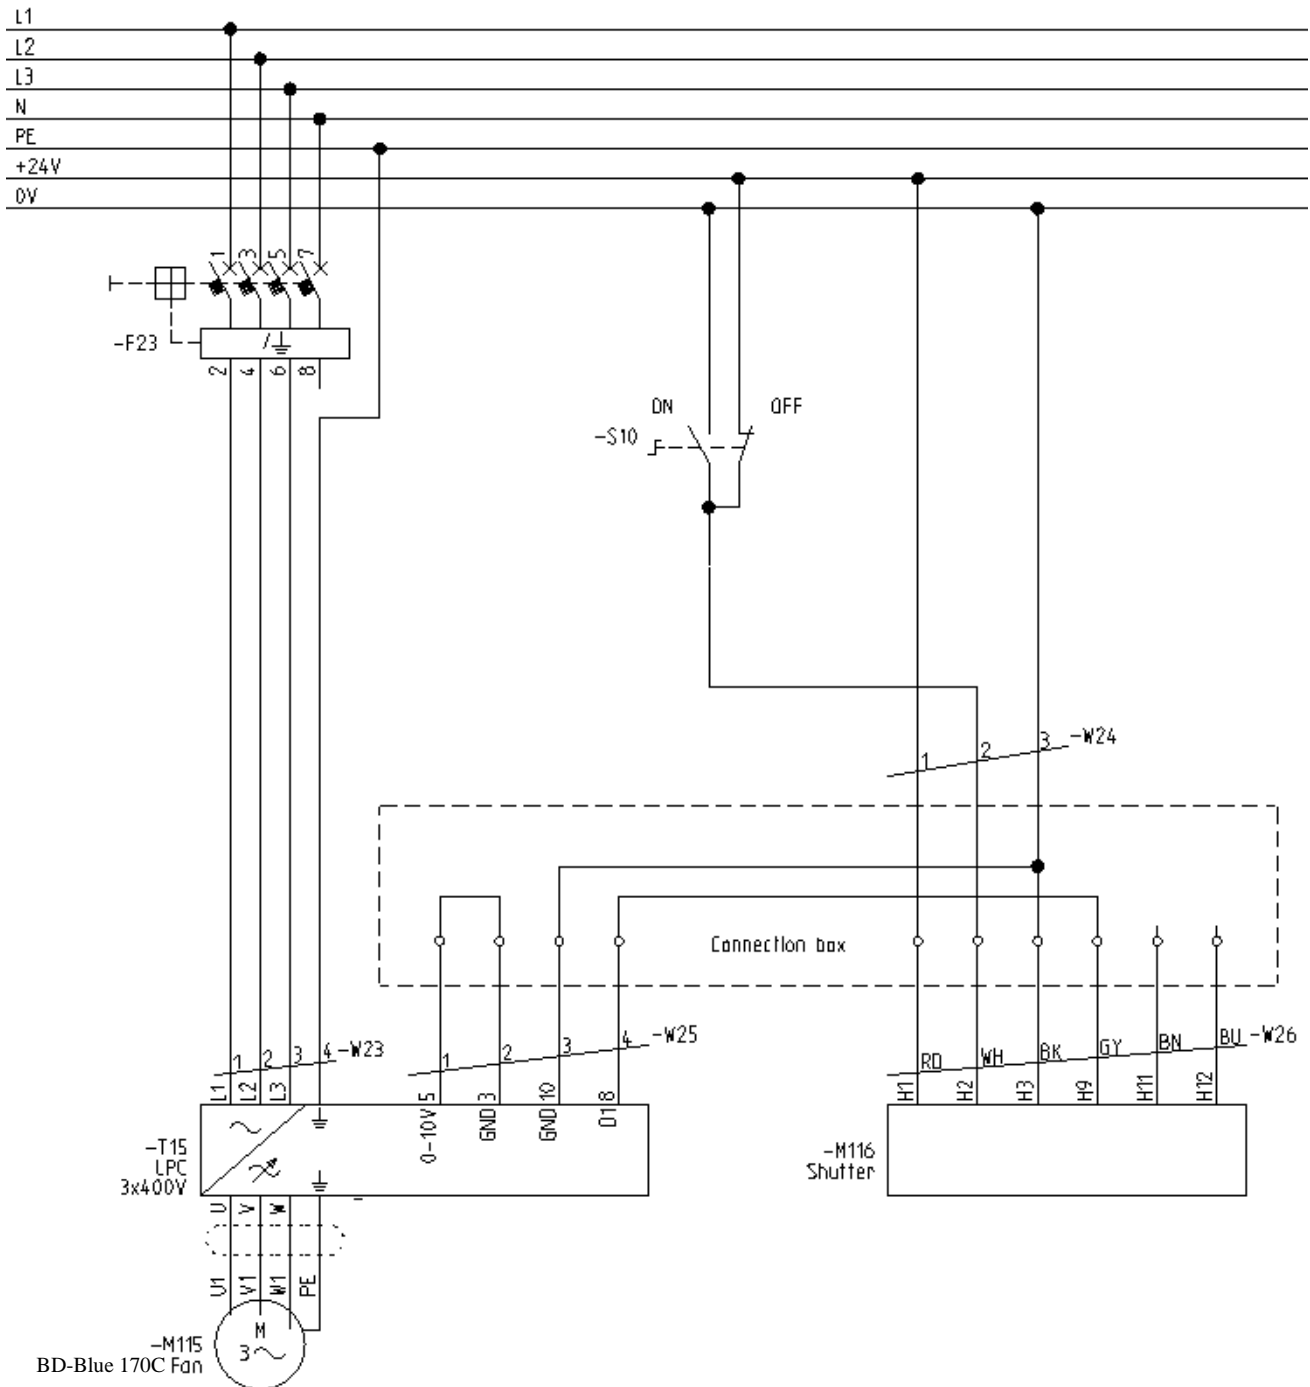 L1
L2
L3
N
PE
+24V
0V
1 3 5 7
-F23
2 4 6 8
ON OFF
-S10
1 2 3 -W24
Connection box
1 2 3 4 -W23
1 2 3 4 -W25
RD WH BK GY BN BU -W26
L1 L2 L3
0-10V 5
GND 3
GND 10
D1 8
H1 H2 H3 H9 H11 H12
-T15
LPC
3x400V
-M116
Shutter
U V W
U1 V1 W1 PE
-M115
BD-Blue 170C Fan
M
3